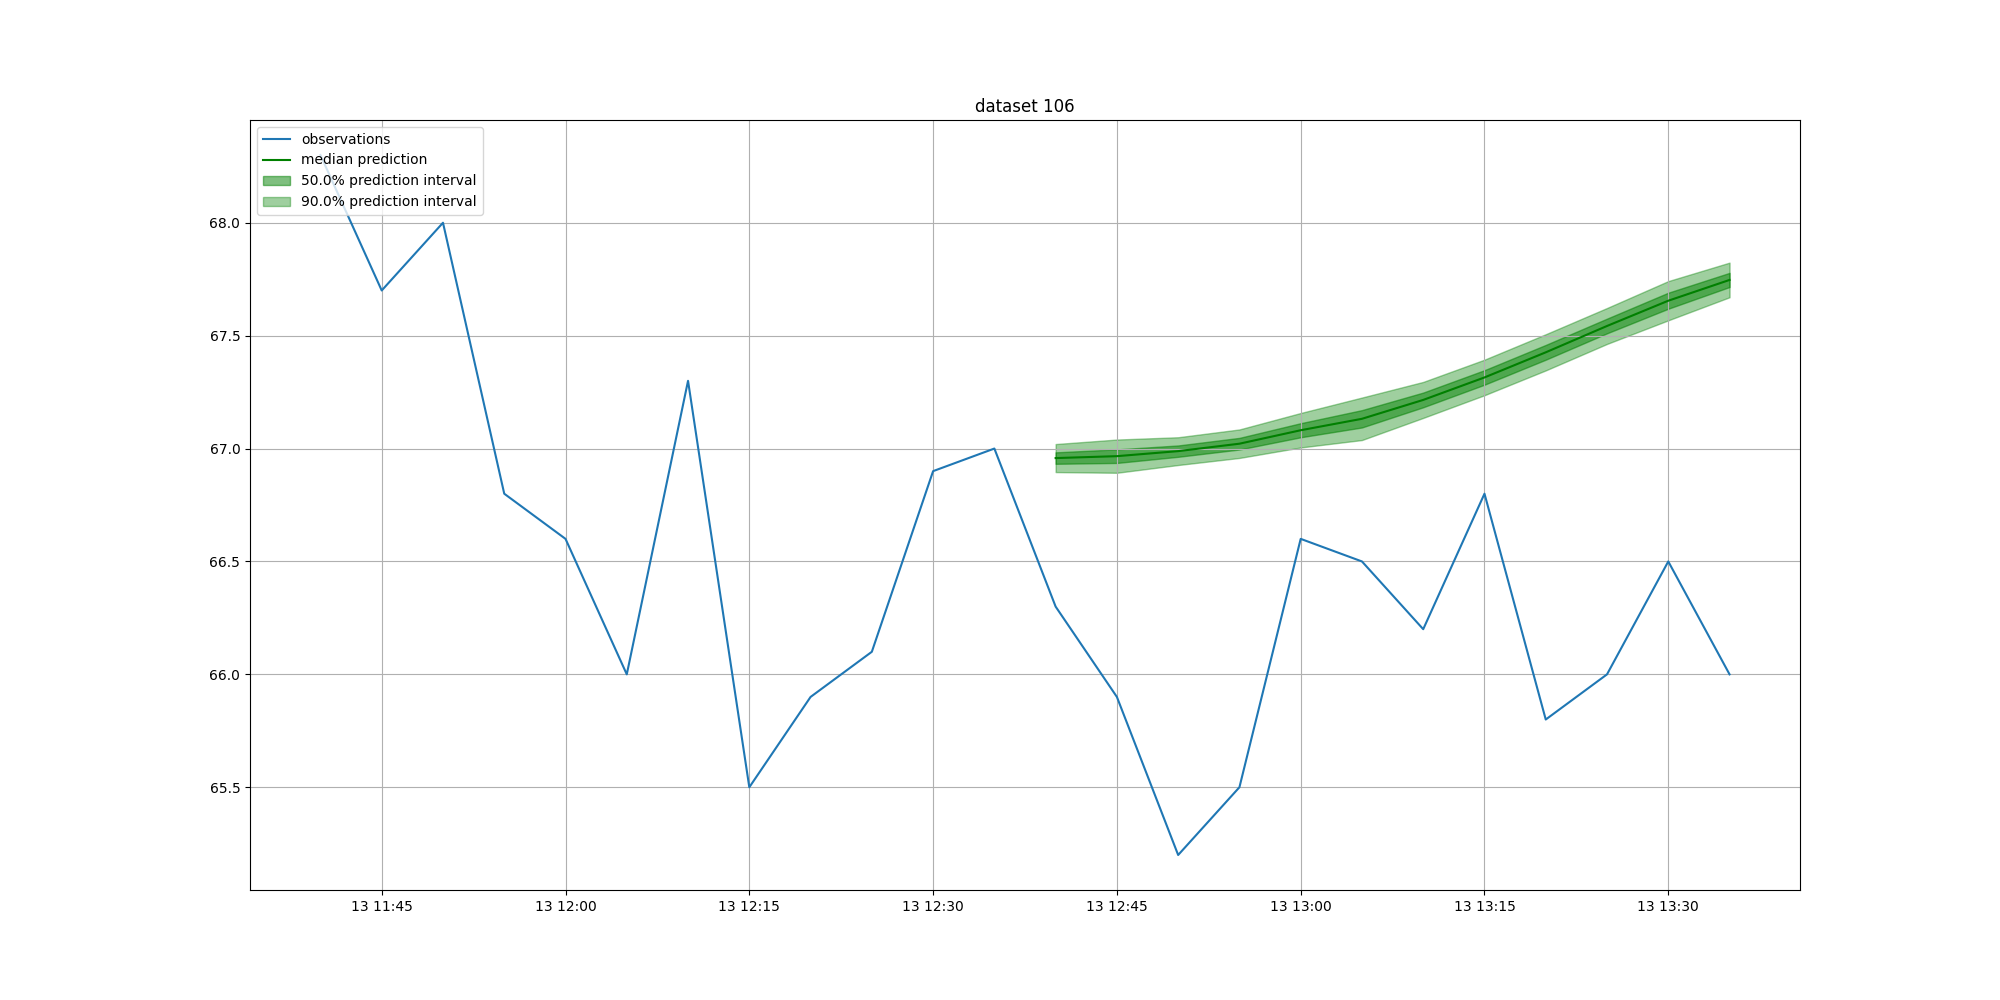 dataset 106
observations
median prediction
50.0% prediction interval
90.0% prediction interval
68.0
67.5
67.0
66.5
66.0
65.5
13 11:45
13 12:00
13 12:15
13 12:30
13 12:45
13 13:00
13 13:15
13 13:30